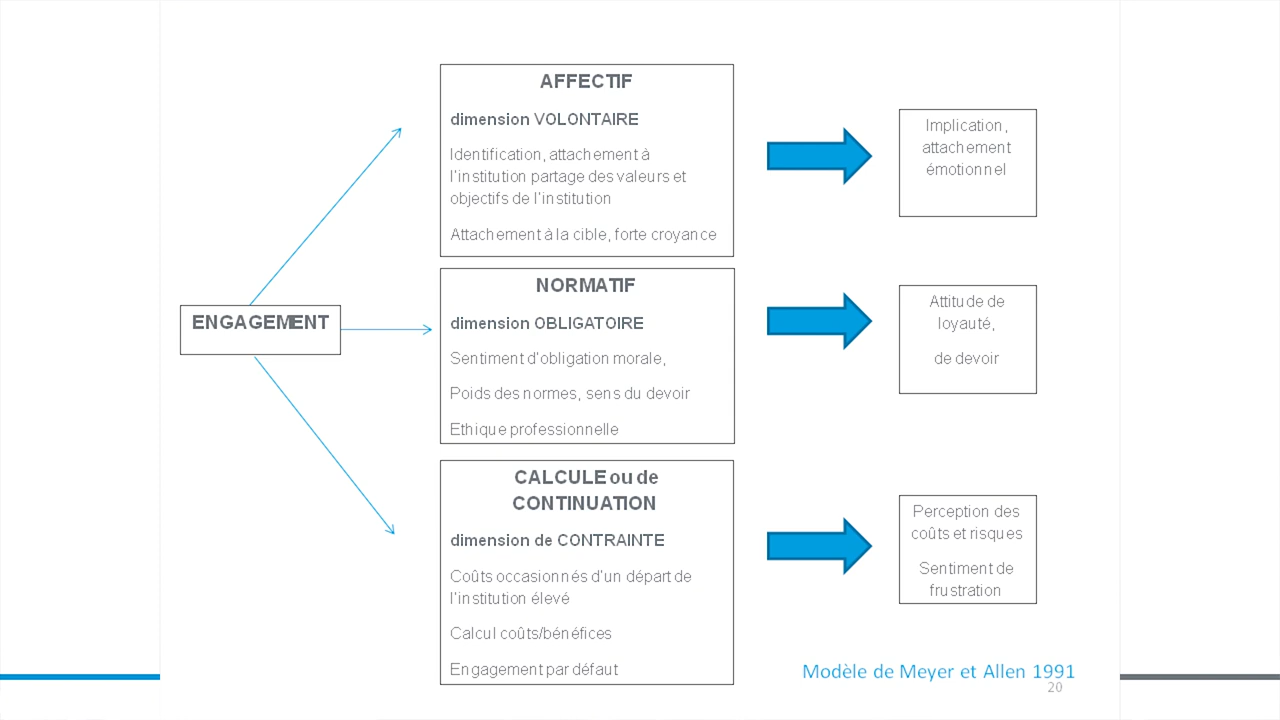 ENGAGEMENT
AFFECTIF
dimension VOLONTAIRE
Identification, attachement à
l'institution partage des valeurs et
objectifs de l'institution
Attachement à la cible, forte croyance
Implication,
attachement
émotionnel
NORMATIF
dimension OBLIGATOIRE
Sentiment d'obligation morale,
Poids des normes, sens du devoir
Ethique professionnelle
Attitude de
loyauté,
de devoir
CALCULE ou de
CONTINUATION
dimension de CONTRAINTE
Coûts occasionnés d'un départ de
l'institution élevé
Calcul coûts/bénéfices
Engagement par défaut
Perception des
coûts et risques
Sentiment de
frustration
Modèle de Meyer et Allen 1991
20